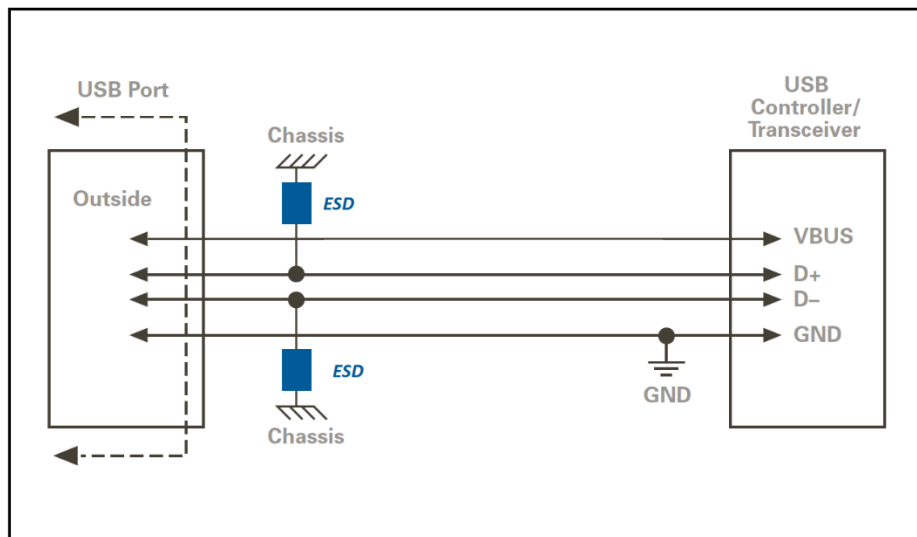 USB Port
USB
Controller/
Transceiver
Chassis
Outside
ESD
VBUS
D+
D–
GND
ESD
GND
Chassis